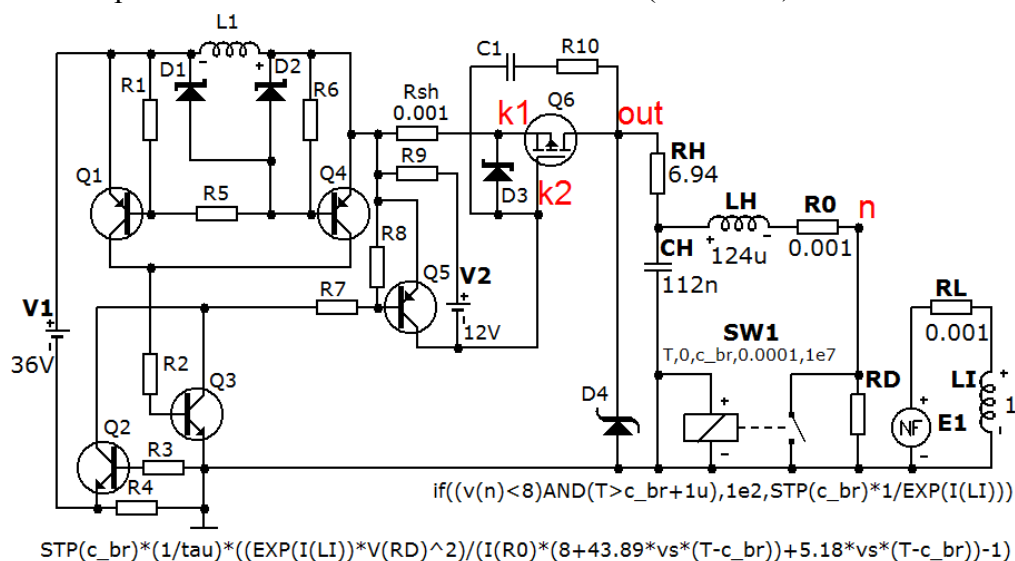 L1
D1
D2
R1
R6
Rsh
0.001
C1
R10
Q6
k1
out
R9
RH
6.94
Q1
Q4
R5
D3
k2
LH
R0
n
124u
0.001
CH
112n
R8
Q5
V2
12V
V1
36V
R7
SW1
T,0,c_br,0.0001,1e7
RL
0.001
R2
Q3
RD
LI
1
D4
NF
E1
Q2
R3
R4
if((v(n)<8)AND(T>c_br+1u),1e2,STP(c_br)*1/EXP(I(LI)))
STP(c_br)*(1/tau)*((EXP(I(LI))*V(RD)^2)/(I(R0)*(8+43.89*vs*(T-c_br))+5.18*vs*(T-c_br))-1)